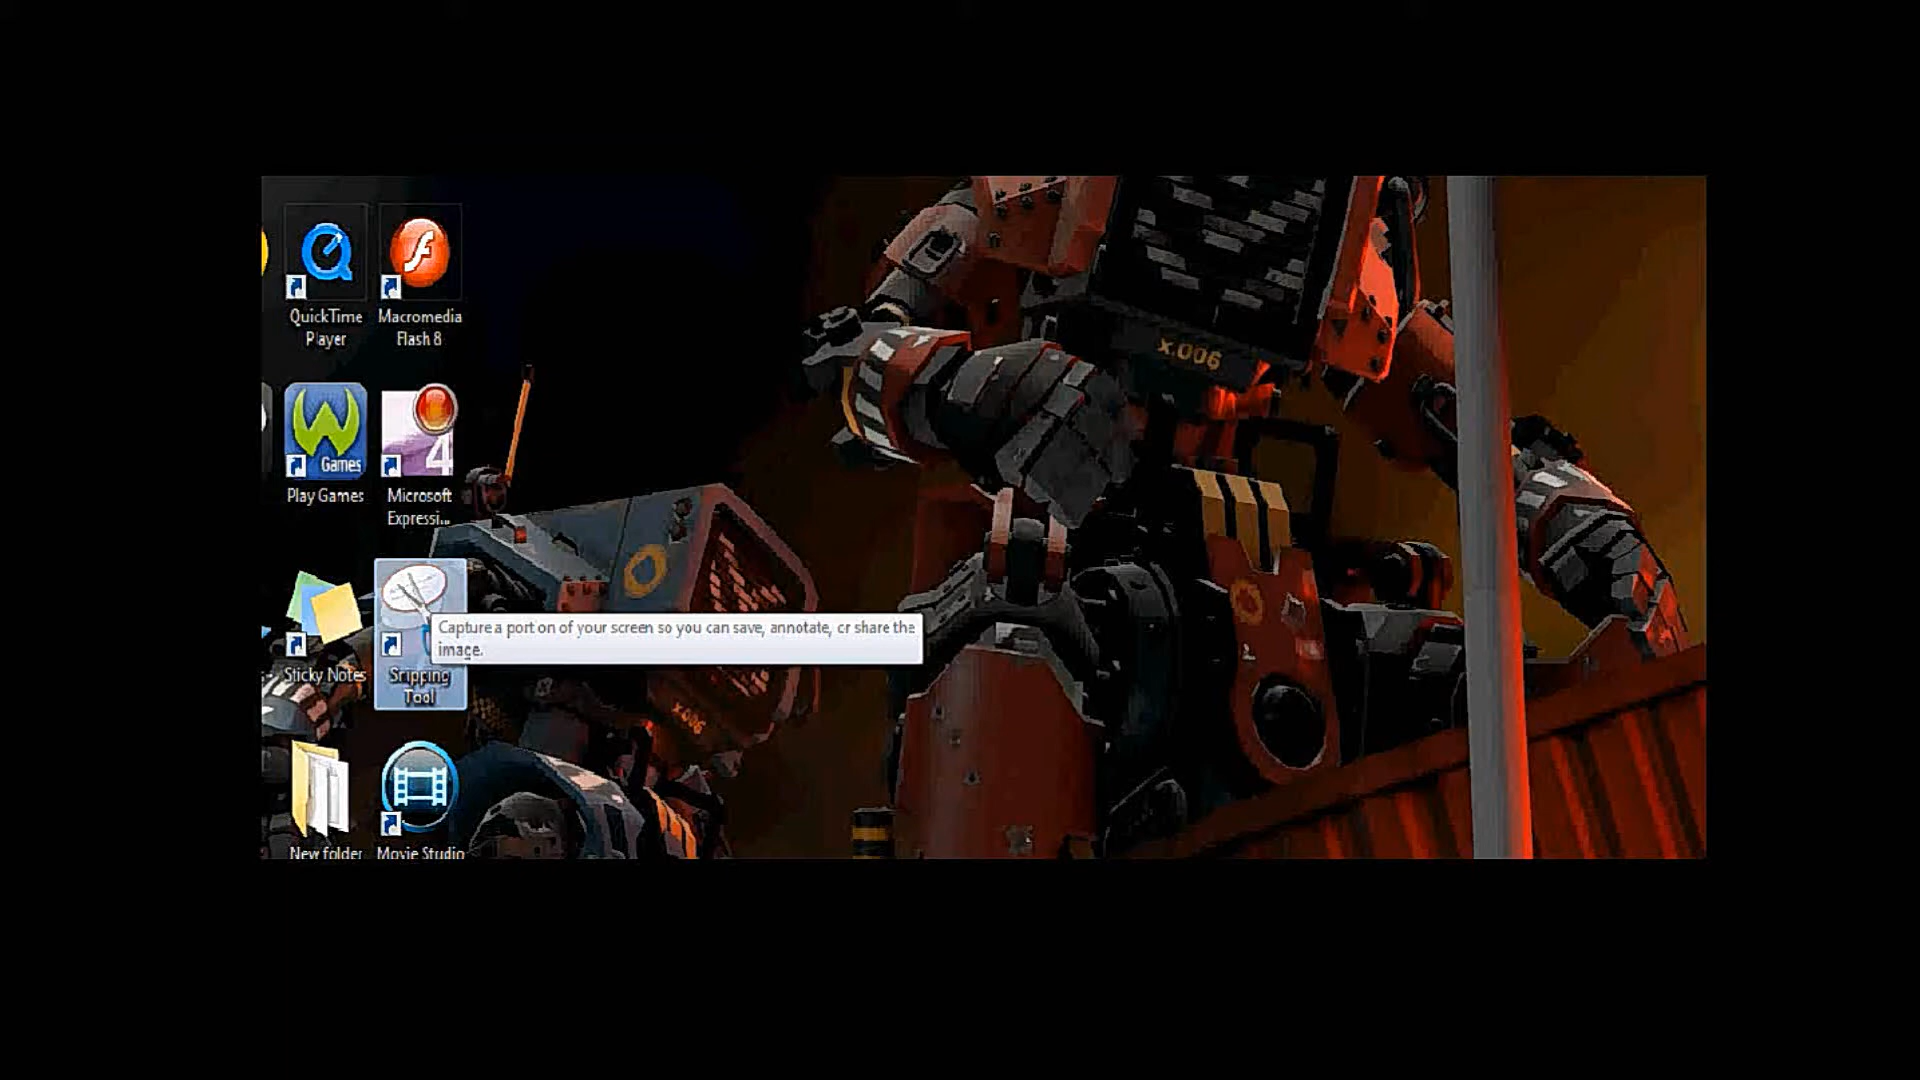 QuickTime Macromedia
Player Flash 8
x.006
Games 4
Play Games Microsoft
Expressi...
Capture a portion of your screen so you can save, annotate, or share the
image.
Sticky Notes Snipping
Tool
x.006
New folder Movie Studio